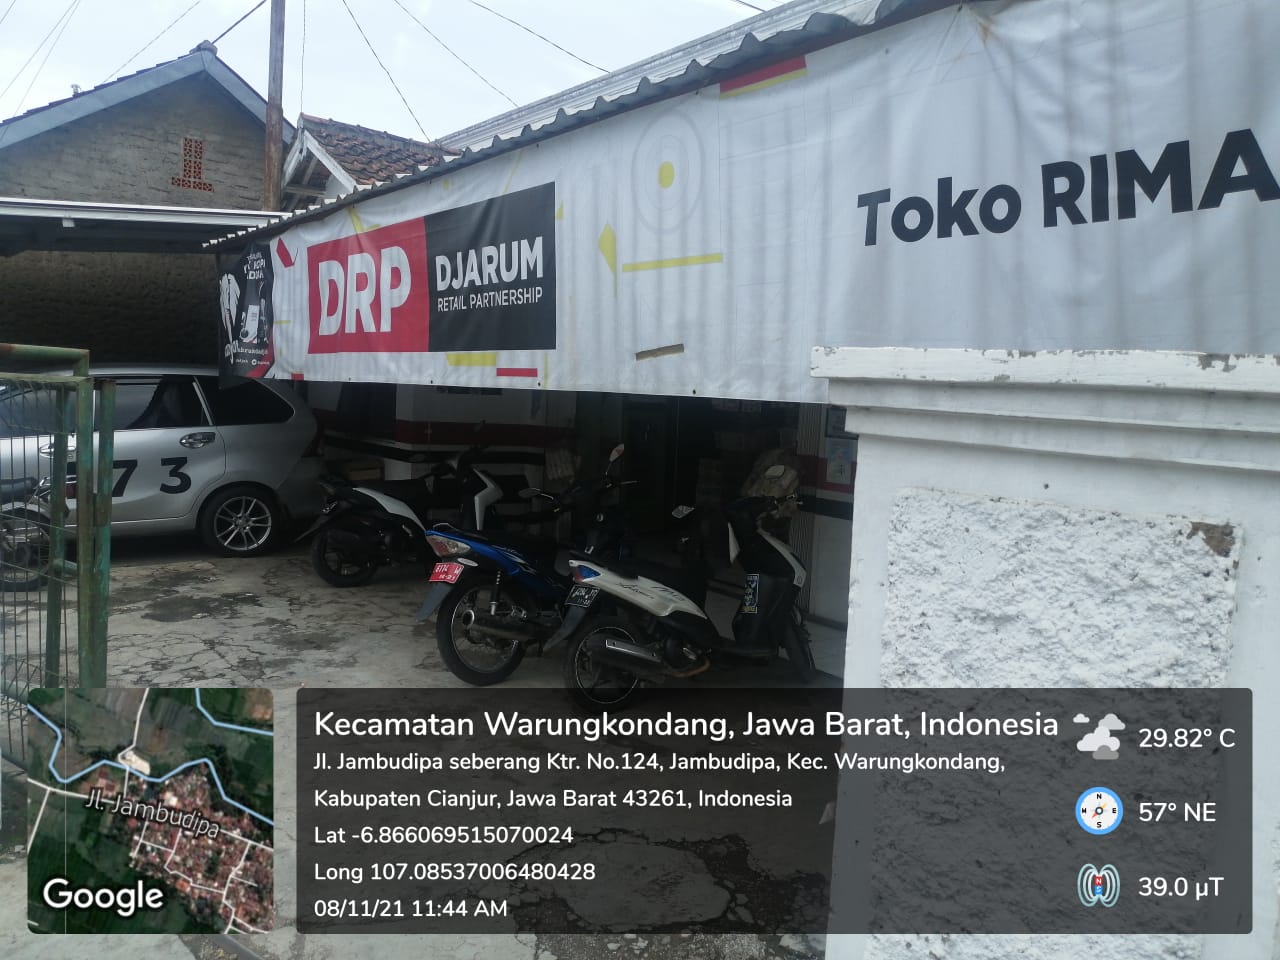 Toko RIMA
DRP
DJARUM
RETAIL PARTNERSHIP
73
Kecamatan Warungkondang, Jawa Barat, Indonesia
Jl. Jambudipa seberang Ktr. No.124, Jambudipa, Kec. Warungkondang,
Kabupaten Cianjur, Jawa Barat 43261, Indonesia
Lat -6.866069515070024
Long 107.08537006480428
08/11/21 11:44 AM
29.82° C
57° NE
39.0 µT
Jl. Jambudipa
Google